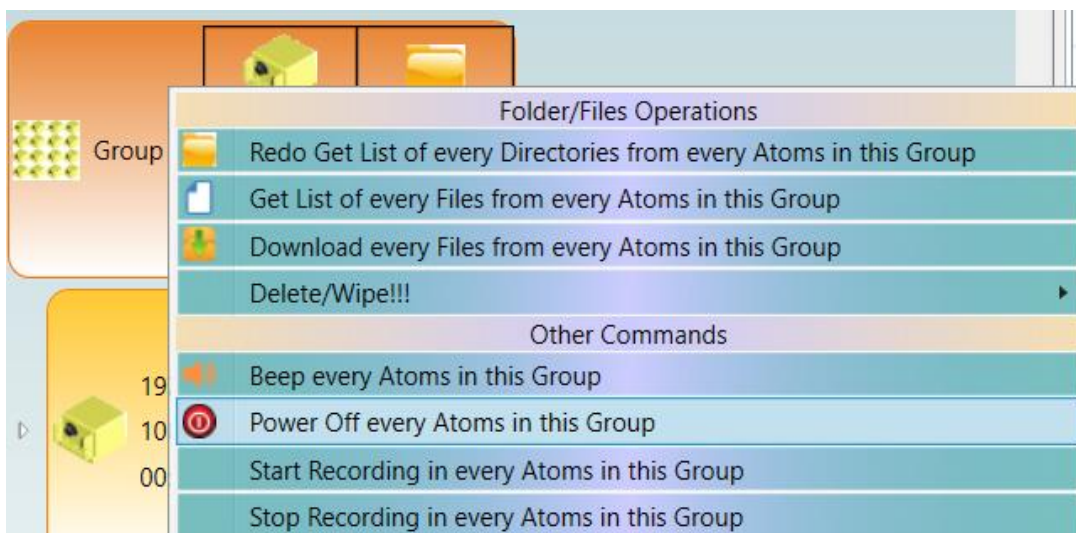 Folder/Files Operations
Group
Redo Get List of every Directories from every Atoms in this Group
Get List of every Files from every Atoms in this Group
Download every Files from every Atoms in this Group
Delete/Wipe!!!
Other Commands
19
Beep every Atoms in this Group
10
Power Off every Atoms in this Group
00
Start Recording in every Atoms in this Group
Stop Recording in every Atoms in this Group